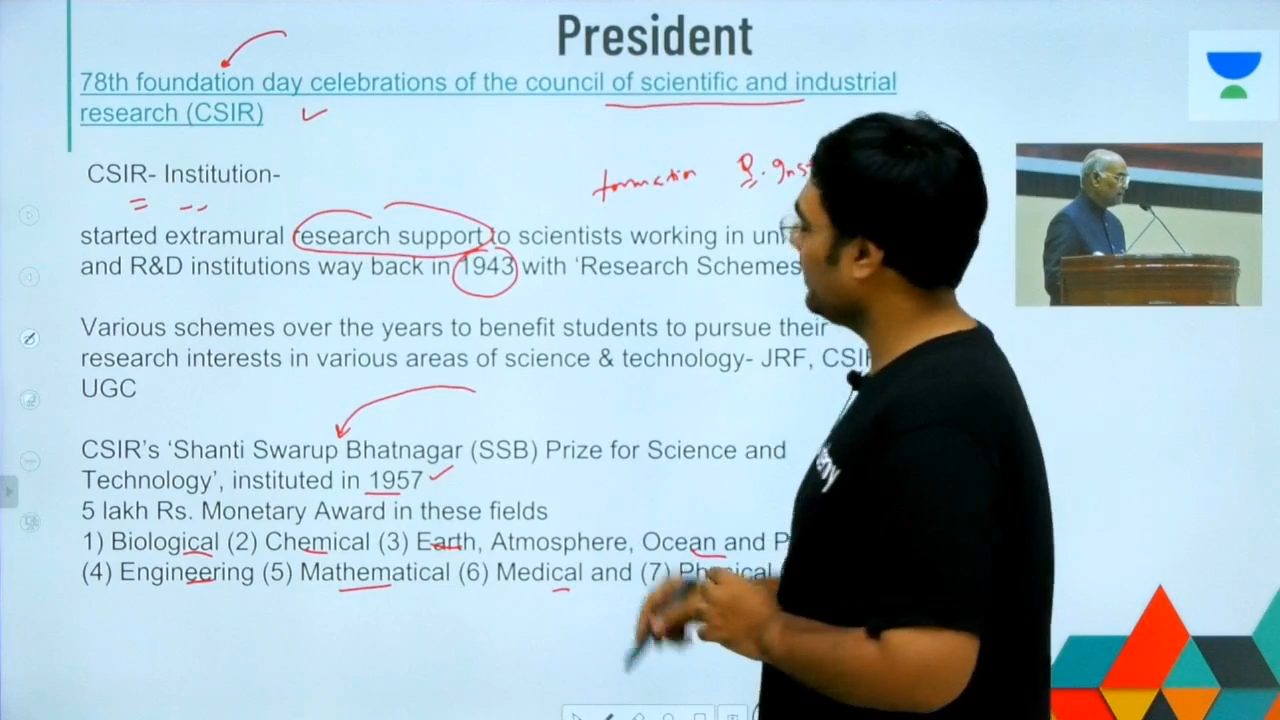 President
78th foundation day celebrations of the council of scientific and industrial
research (CSIR)
CSIR- Institution-
formation
started extramural research support to scientists working in
and R&D institutions way back in 1943 with ‘Research Schemes
Various schemes over the years to benefit students to pursue their
research interests in various areas of science & technology- JRF,
UGC
CSIR’s ‘Shanti Swarup Bhatnagar (SSB) Prize for Science and
Technology’, instituted in 1957
5 lakh Rs. Monetary Award in these fields
1) Biological (2) Chemical (3) Earth, Atmosphere, Ocean and
(4) Engineering (5) Mathematical (6) Medical and (7) Physical